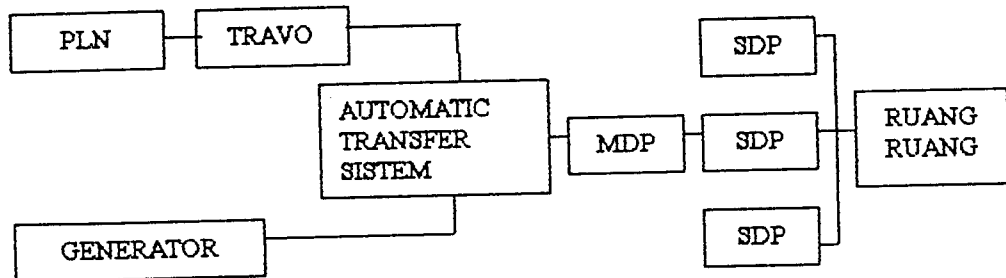 PLN
TRAVO
SDP
AUTOMATIC
TRANSFER
SISTEM
MDP
SDP
RUANG
RUANG
GENERATOR
SDP